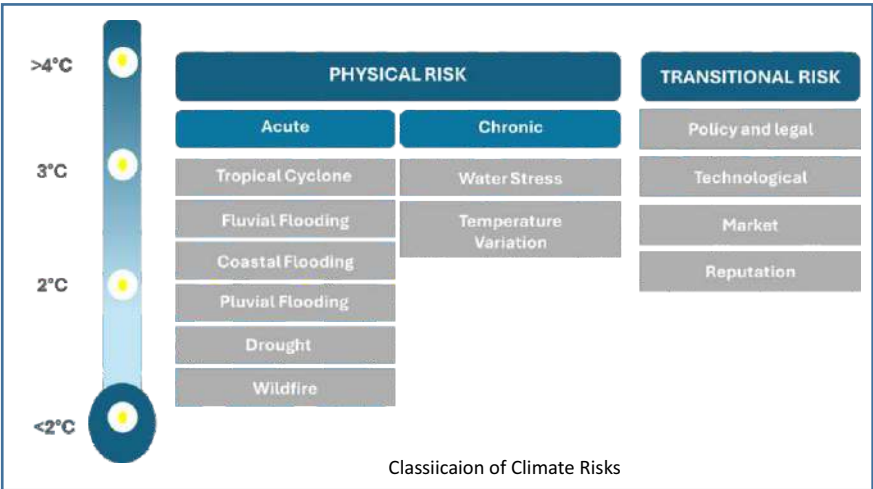 >4°C
3°C
2°C
<2°C
PHYSICAL RISK
Acute
Tropical Cyclone
Fluvial Flooding
Coastal Flooding
Pluvial Flooding
Drought
Wildfire
Chronic
Water Stress
Temperature
Variation
TRANSITIONAL RISK
Policy and legal
Technological
Market
Reputation
Classiicaion of Climate Risks